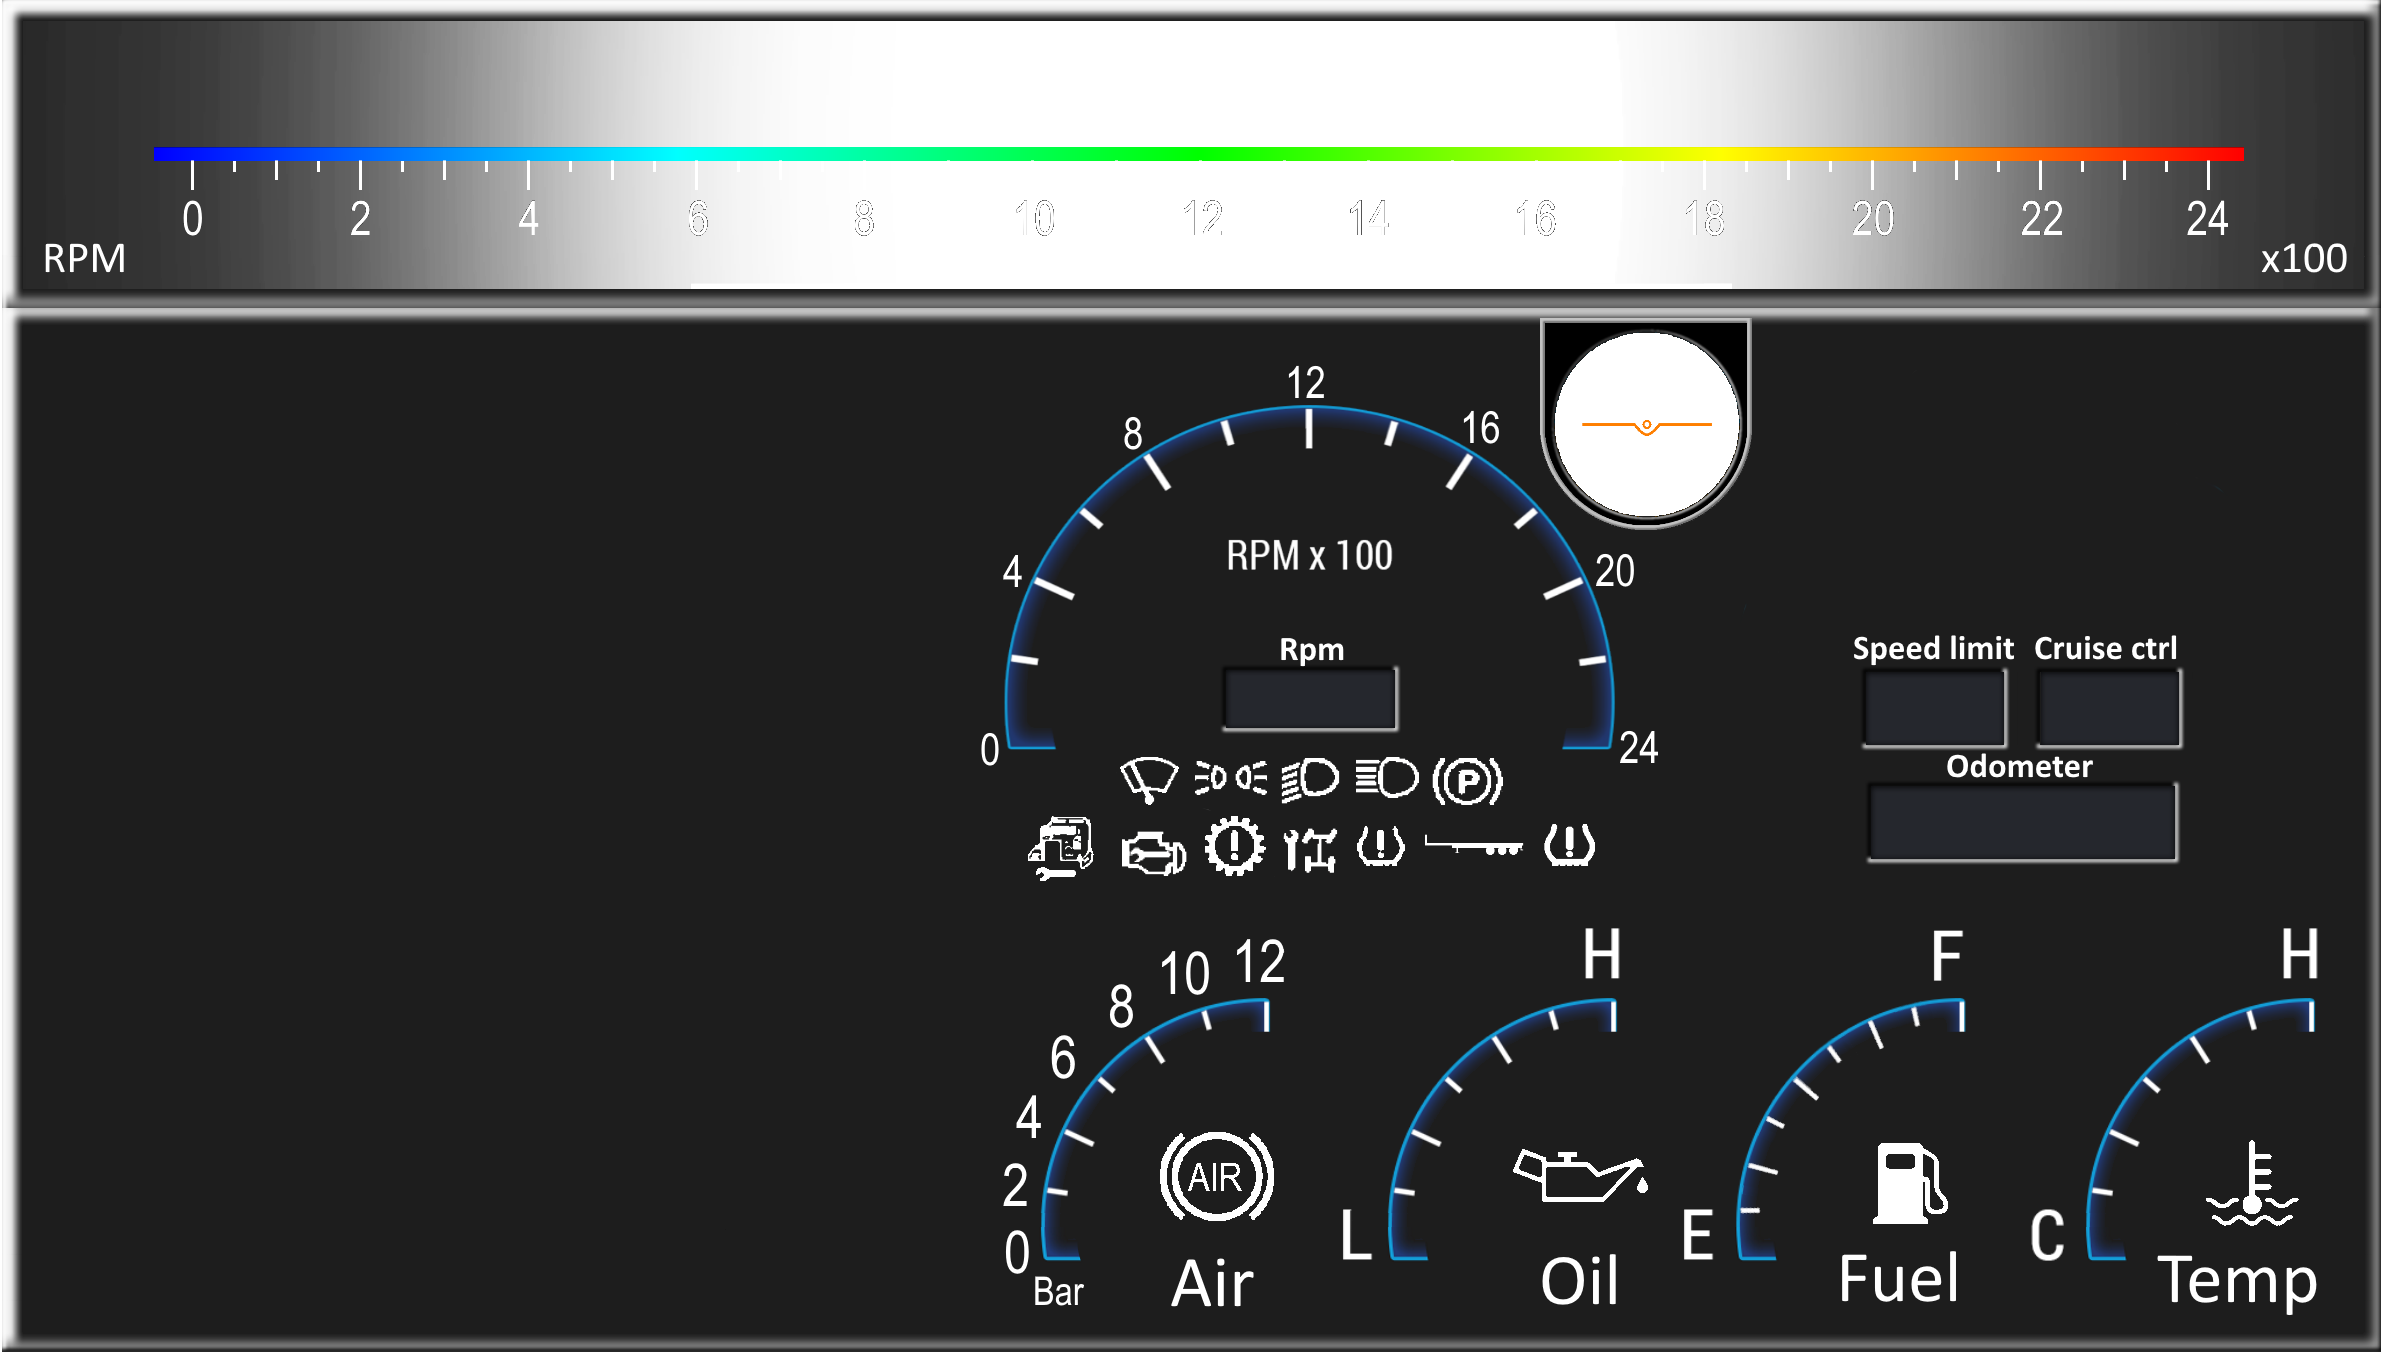 0 2 4 6 8 10 12 14 16 18 20 22 24
RPM x100
12
8 16
RPM x 100
4 20
Rpm
Speed limit Cruise ctrl
0 24
P
Odometer
! ! !
H F H
12
10
8
6
4
2
0
Bar
AIR
Air
L
Oil
E
Fuel
C
Temp